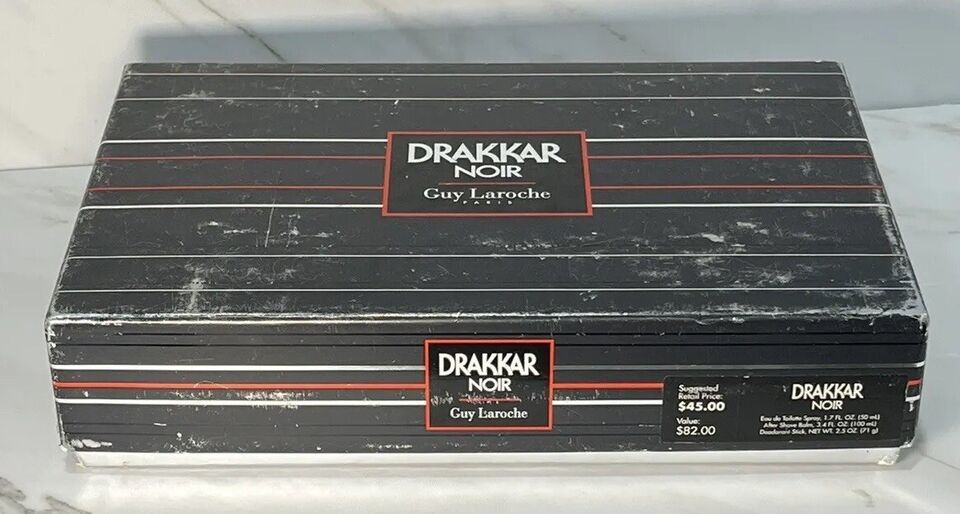 DRAKKAR
NOIR
Guy Laroche
PARIS
DRAKKAR
NOIR
Guy Laroche
Suggested
Retail Price:
$45.00
Value:
$82.00
DRAKKAR
NOIR
Eau de Toilette Spray, 1.7 FL. OZ. (50 mL)
After Shave Balm, 3.4 FL. OZ. (100 mL)
Deodorant Stick, NET WT. 2.5 OZ. (71 g)